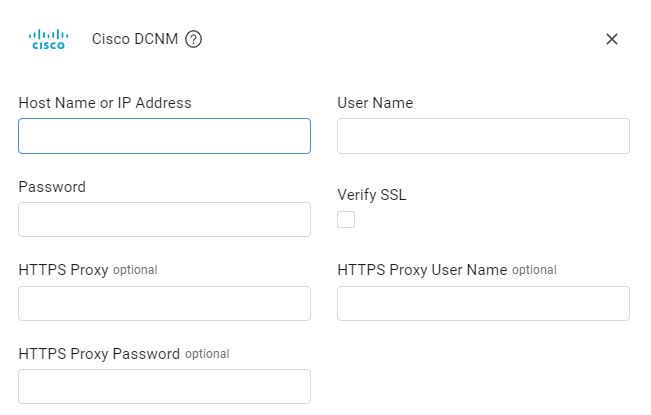 CISCO
Cisco DCNM ?
Host Name or IP Address
User Name
Password
Verify SSL
HTTPS Proxy optional
HTTPS Proxy User Name optional
HTTPS Proxy Password optional